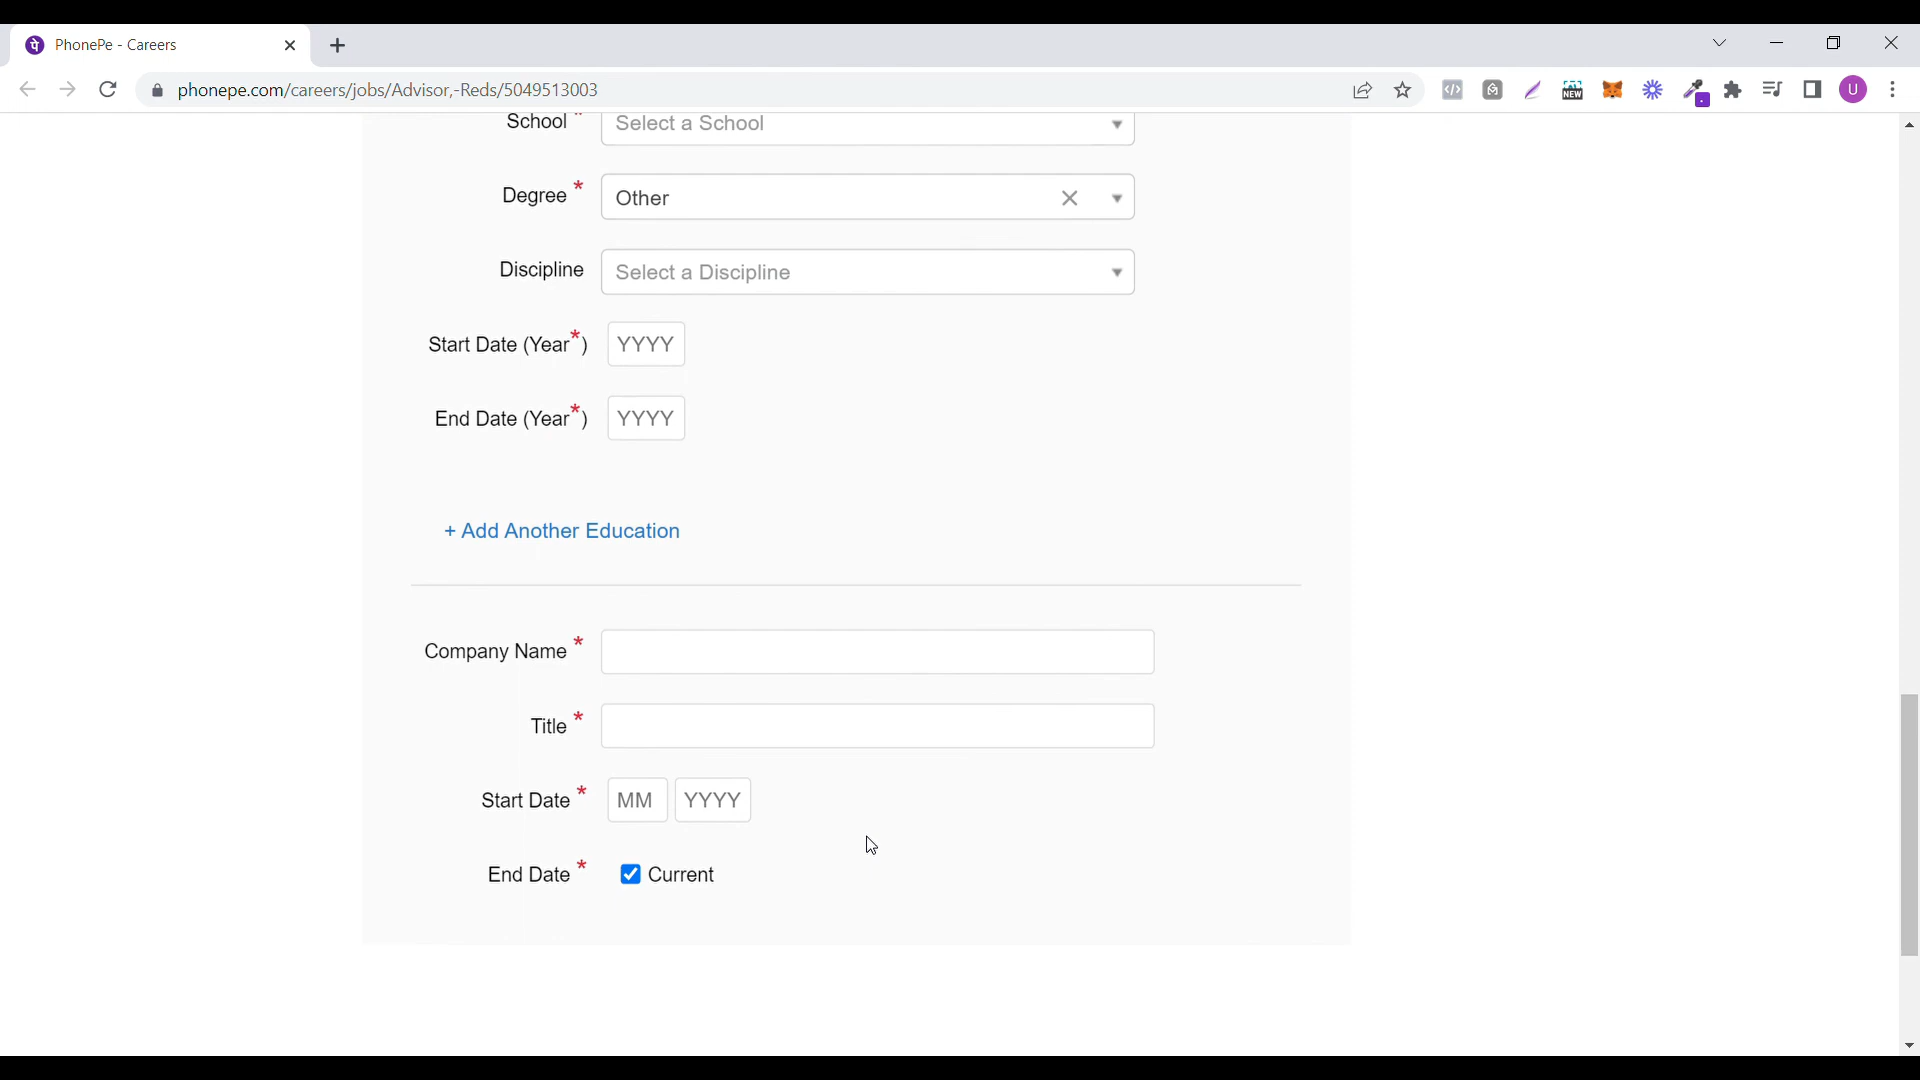 PhonePe - Careers
phonepe.com/careers/jobs/Advisor,-Reds/5049513003
NEW
U
School * Select a School
Degree * Other
Discipline Select a Discipline
Start Date (Year*) YYYY
End Date (Year*) YYYY
+ Add Another Education
Company Name *
Title *
Start Date * MM YYYY
End Date * Current